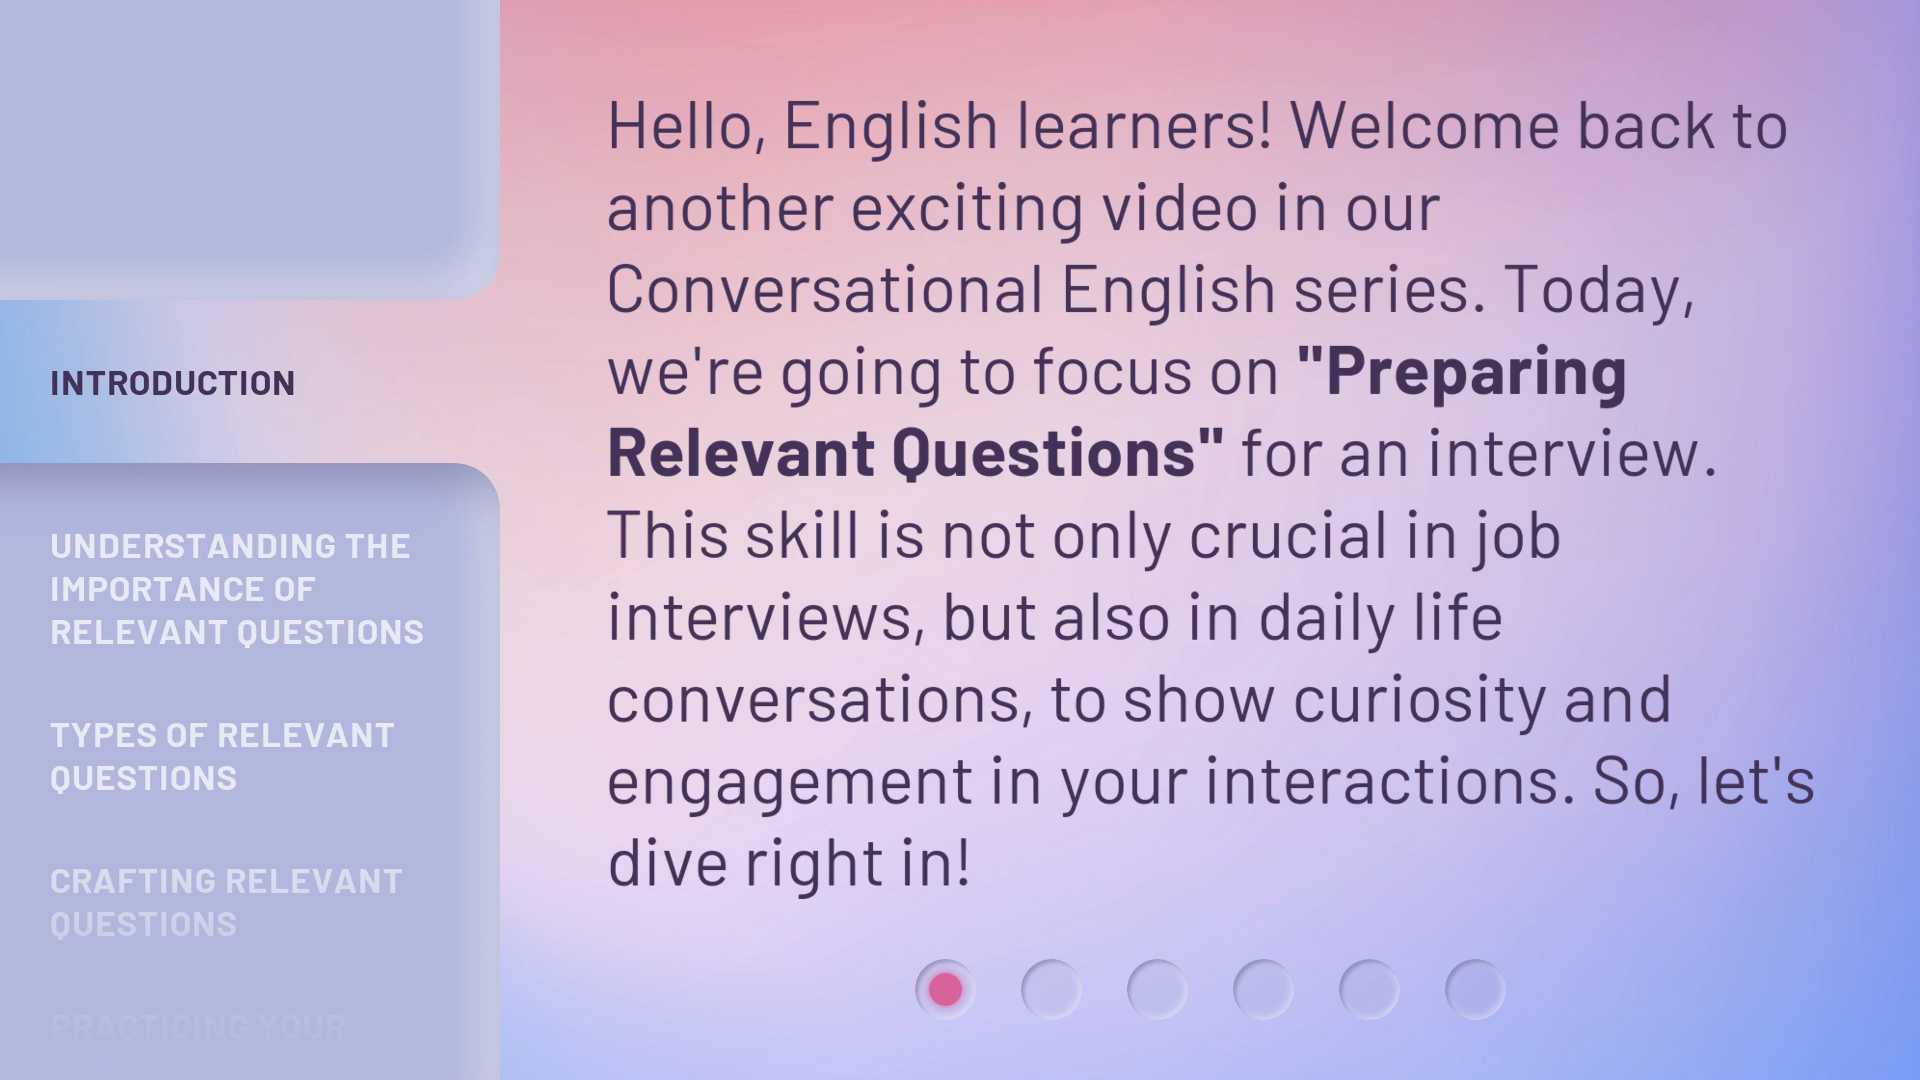 INTRODUCTION
UNDERSTANDING THE
IMPORTANCE OF
RELEVANT QUESTIONS
TYPES OF RELEVANT
QUESTIONS
CRAFTING RELEVANT
QUESTIONS
PRACTICING YOUR
Hello, English learners! Welcome back to
another exciting video in our
Conversational English series. Today,
we're going to focus on "Preparing
Relevant Questions" for an interview.
This skill is not only crucial in job
interviews, but also in daily life
conversations, to show curiosity and
engagement in your interactions. So, let's
dive right in!